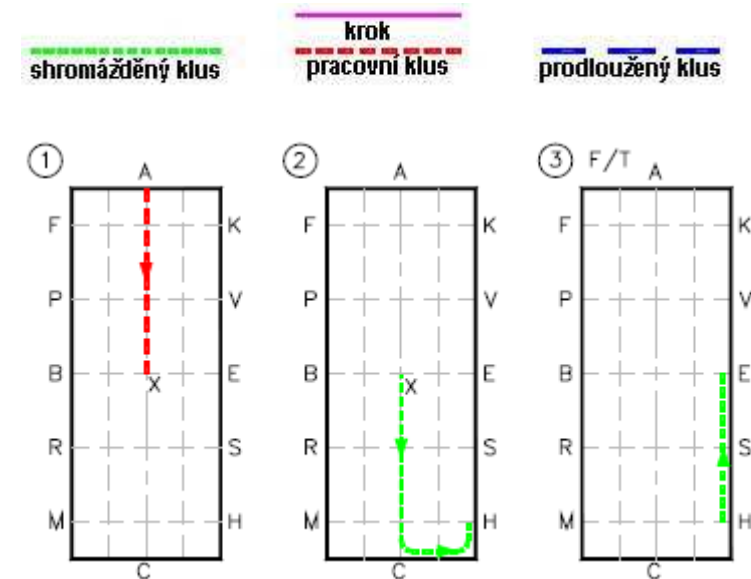 krok
shromážděný klus pracovní klus prodloužený klus
1 2 3 F/T
A A A
F K F K F K
P V P V P V
B X E B X E B E
R S R S R S
M H M H M H
C C C